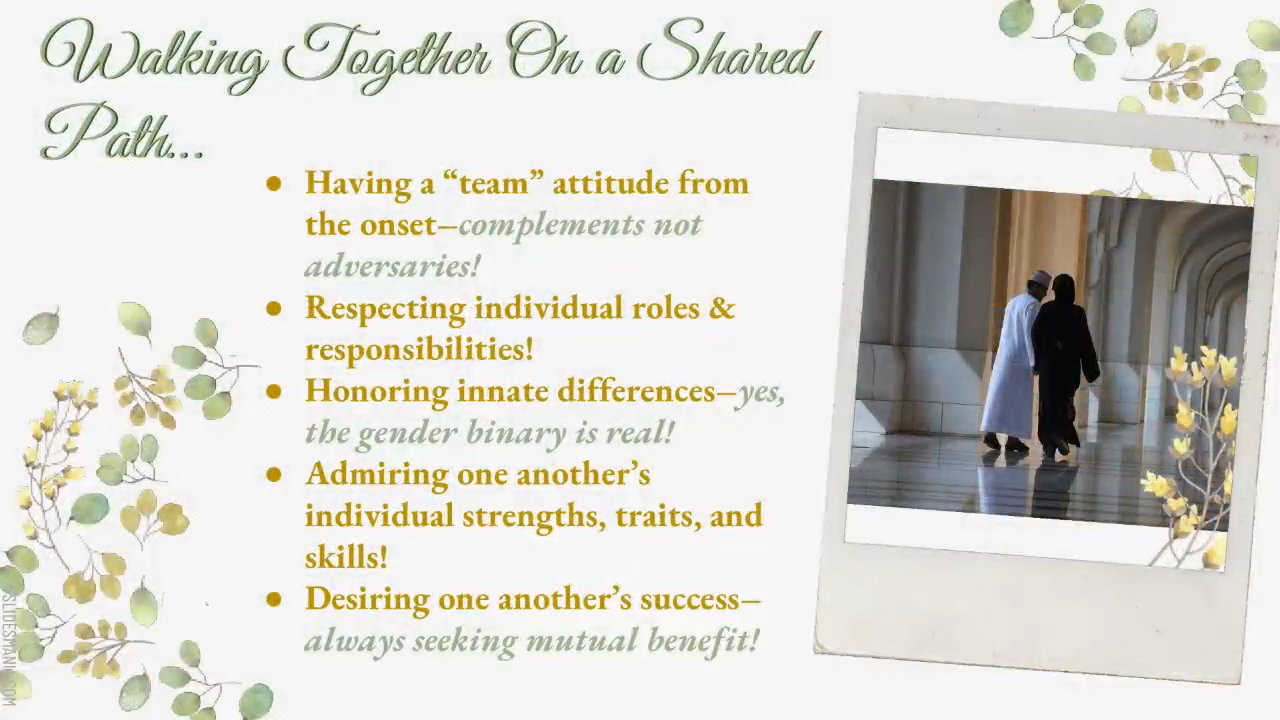 Walking Together On a Shared
Path...
● Having a “team” attitude from
the onset–complements not
adversaries!
● Respecting individual roles &
responsibilities!
● Honoring innate differences–yes,
the gender binary is real!
● Admiring one another’s
individual strengths, traits, and
skills!
● Desiring one another’s success–
always seeking mutual benefit!
SLIDESMANIA.COM